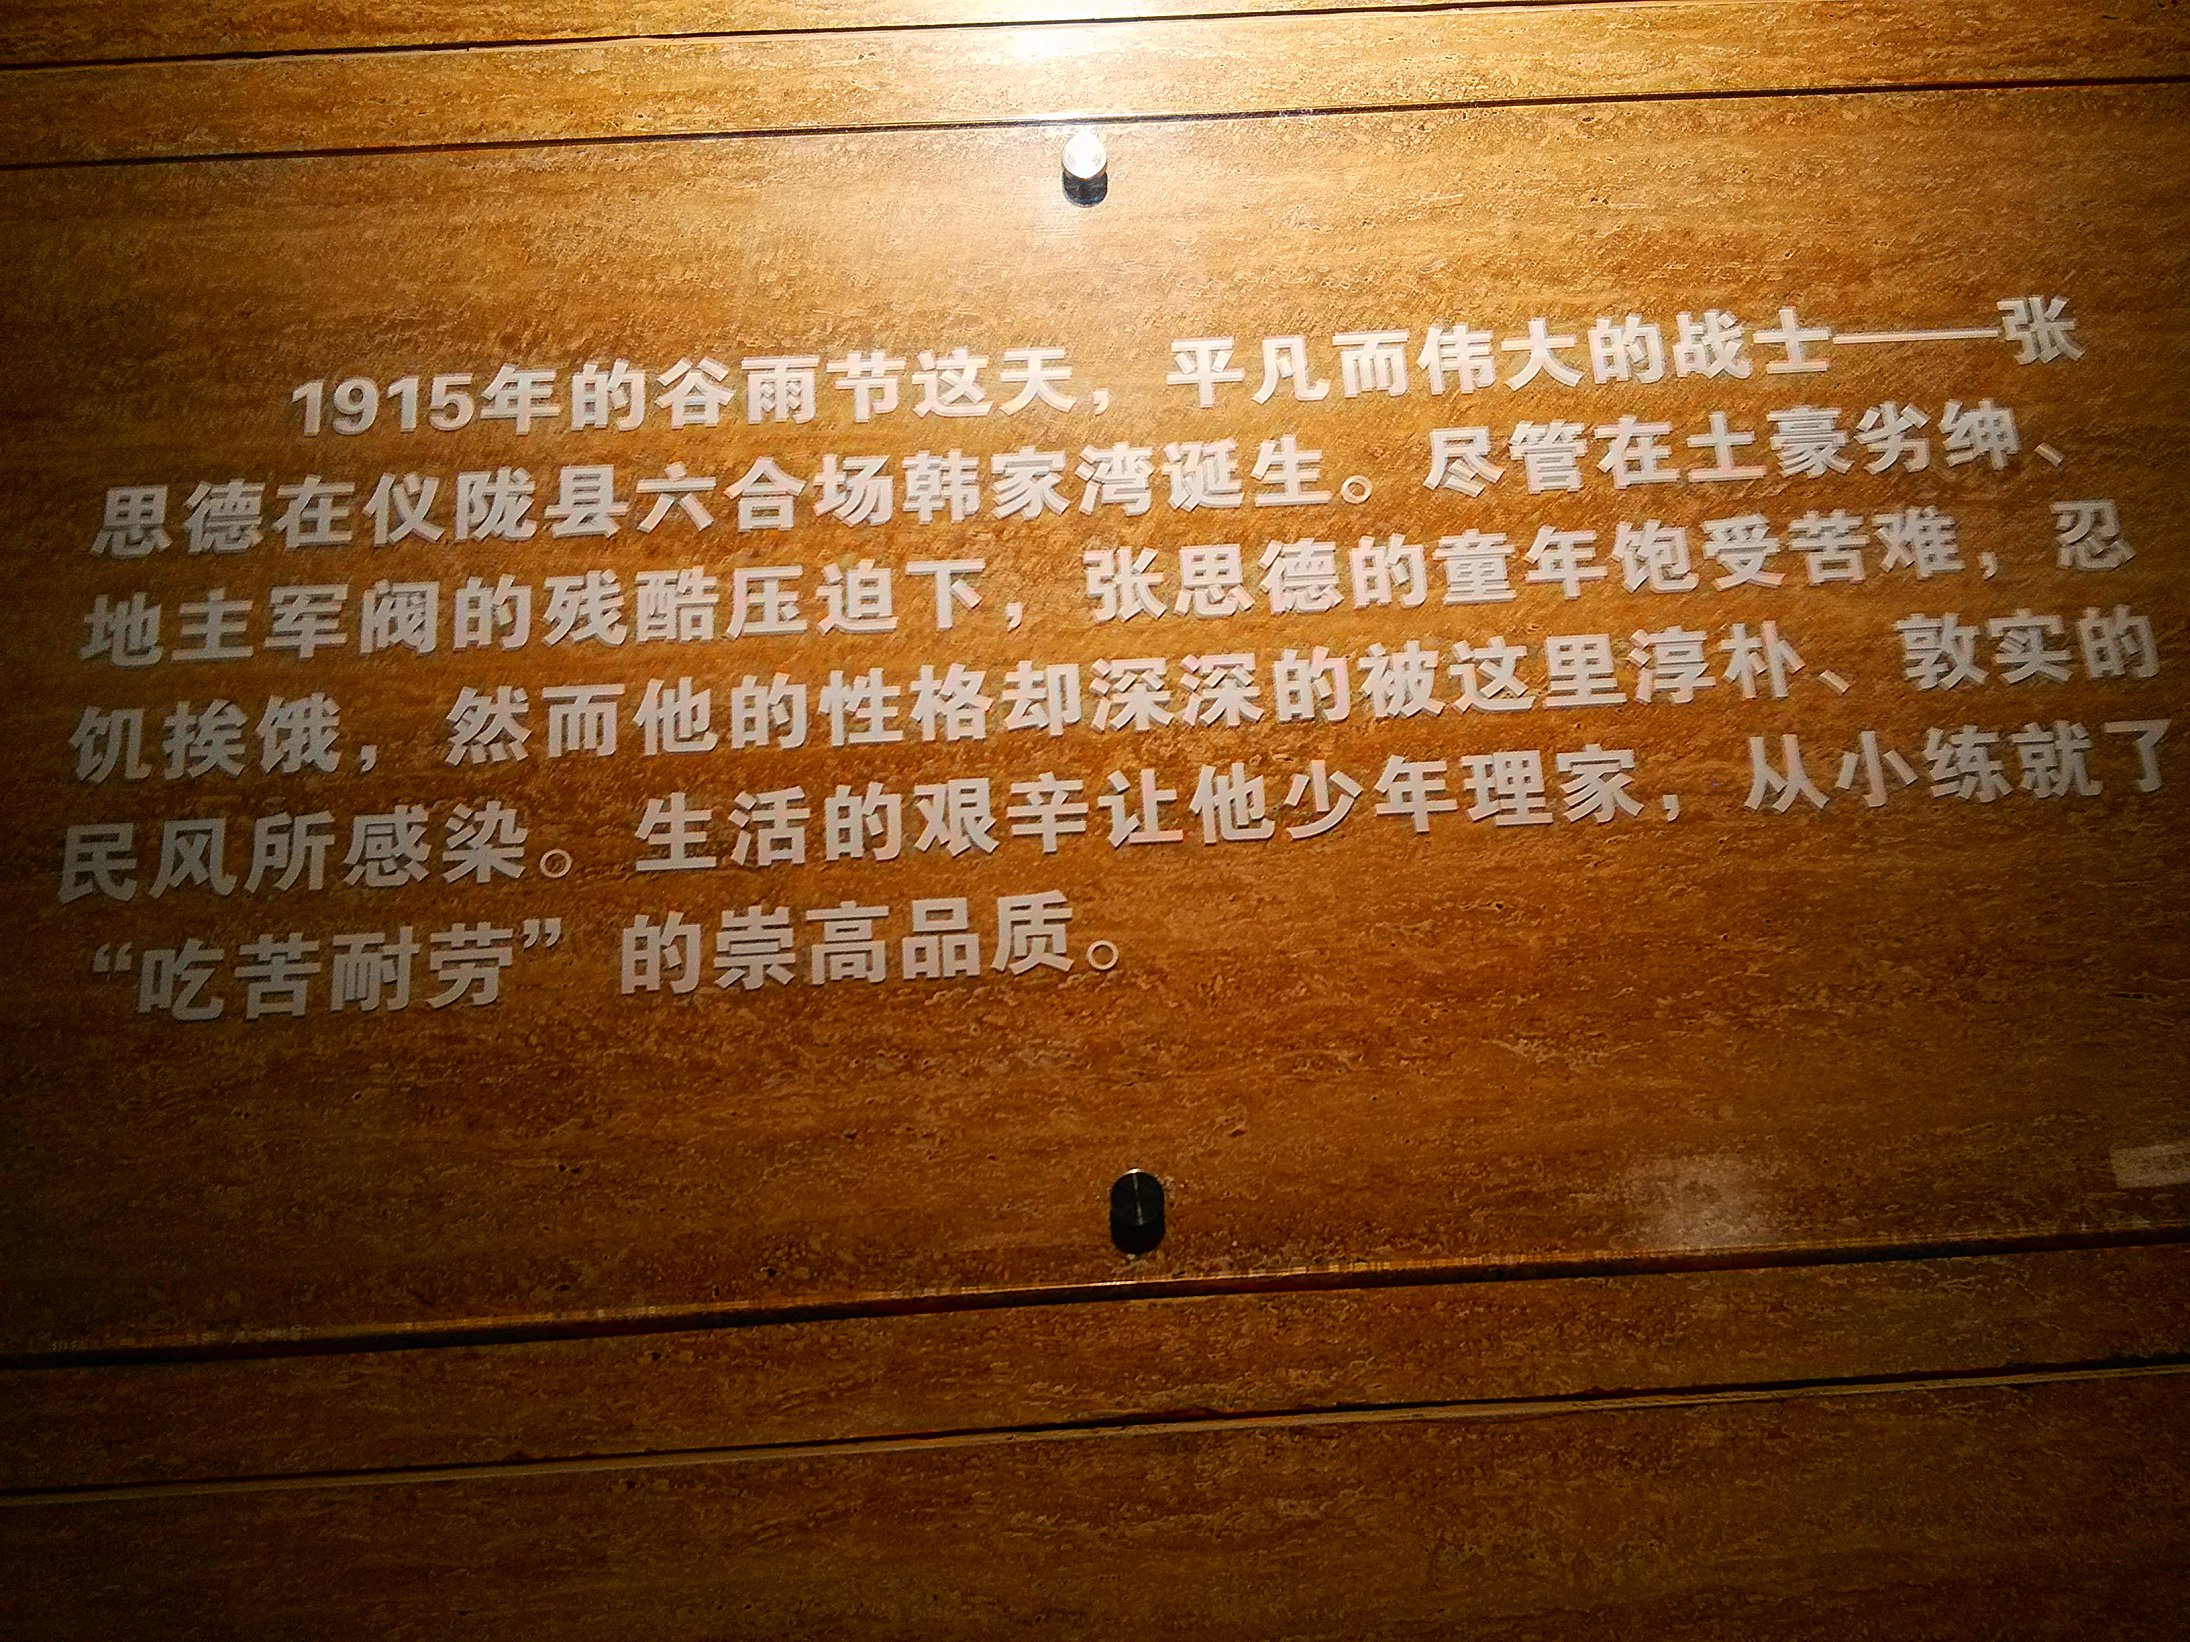 1915年的谷雨节这天，平凡而伟大的战士——张
思德在仪陇县六合场韩家湾诞生。尽管在土豪劣绅、
地主军阀的残酷压迫下，张思德的童年饱受苦难，忍
饥挨饿，然而他的性格却深深的被这里淳朴、敦实的
民风所感染。生活的艰辛让他少年理家，从小练就了
“吃苦耐劳”的崇高品质。